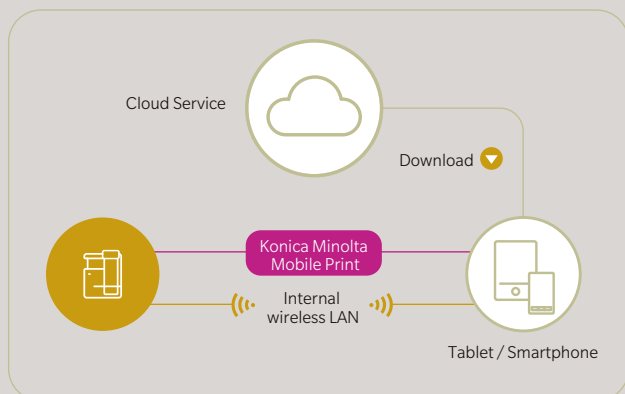 Cloud Service
Download
Konica Minolta
Mobile Print
Internal
wireless LAN
Tablet / Smartphone